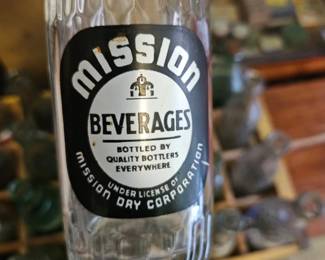 MISSION
BEVERAGES
BOTTLED BY
QUALITY BOTTLERS
EVERYWHERE
UNDER LICENSE OF
MISSION DRY CORPORATION